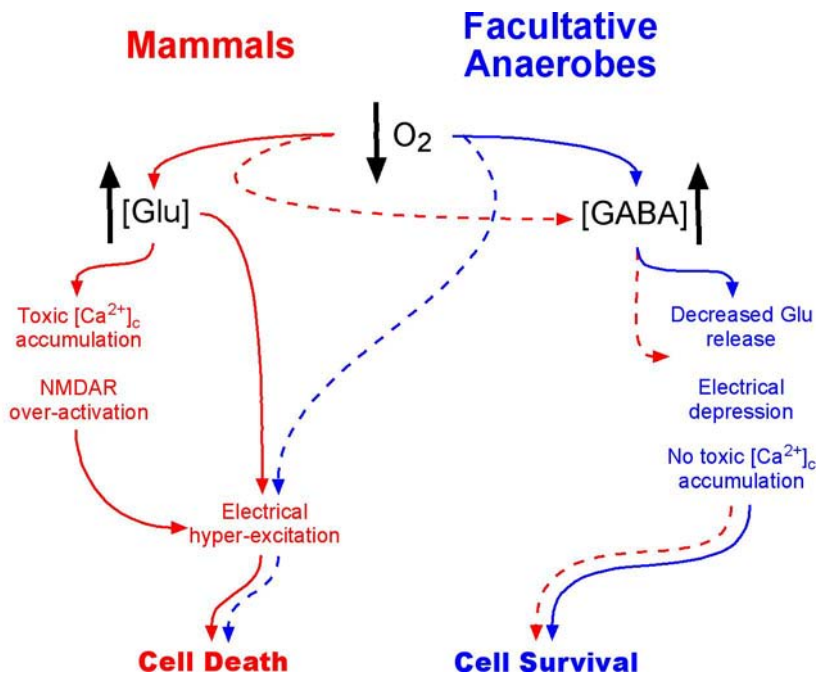 Mammals
Facultative
Anaerobes
O₂
[Glu]
[GABA]
Toxic [Ca²⁺]c
accumulation
NMDAR
over-activation
Decreased Glu
release
Electrical
depression
No toxic [Ca²⁺]c
accumulation
Electrical
hyper-excitation
Cell Death
Cell Survival